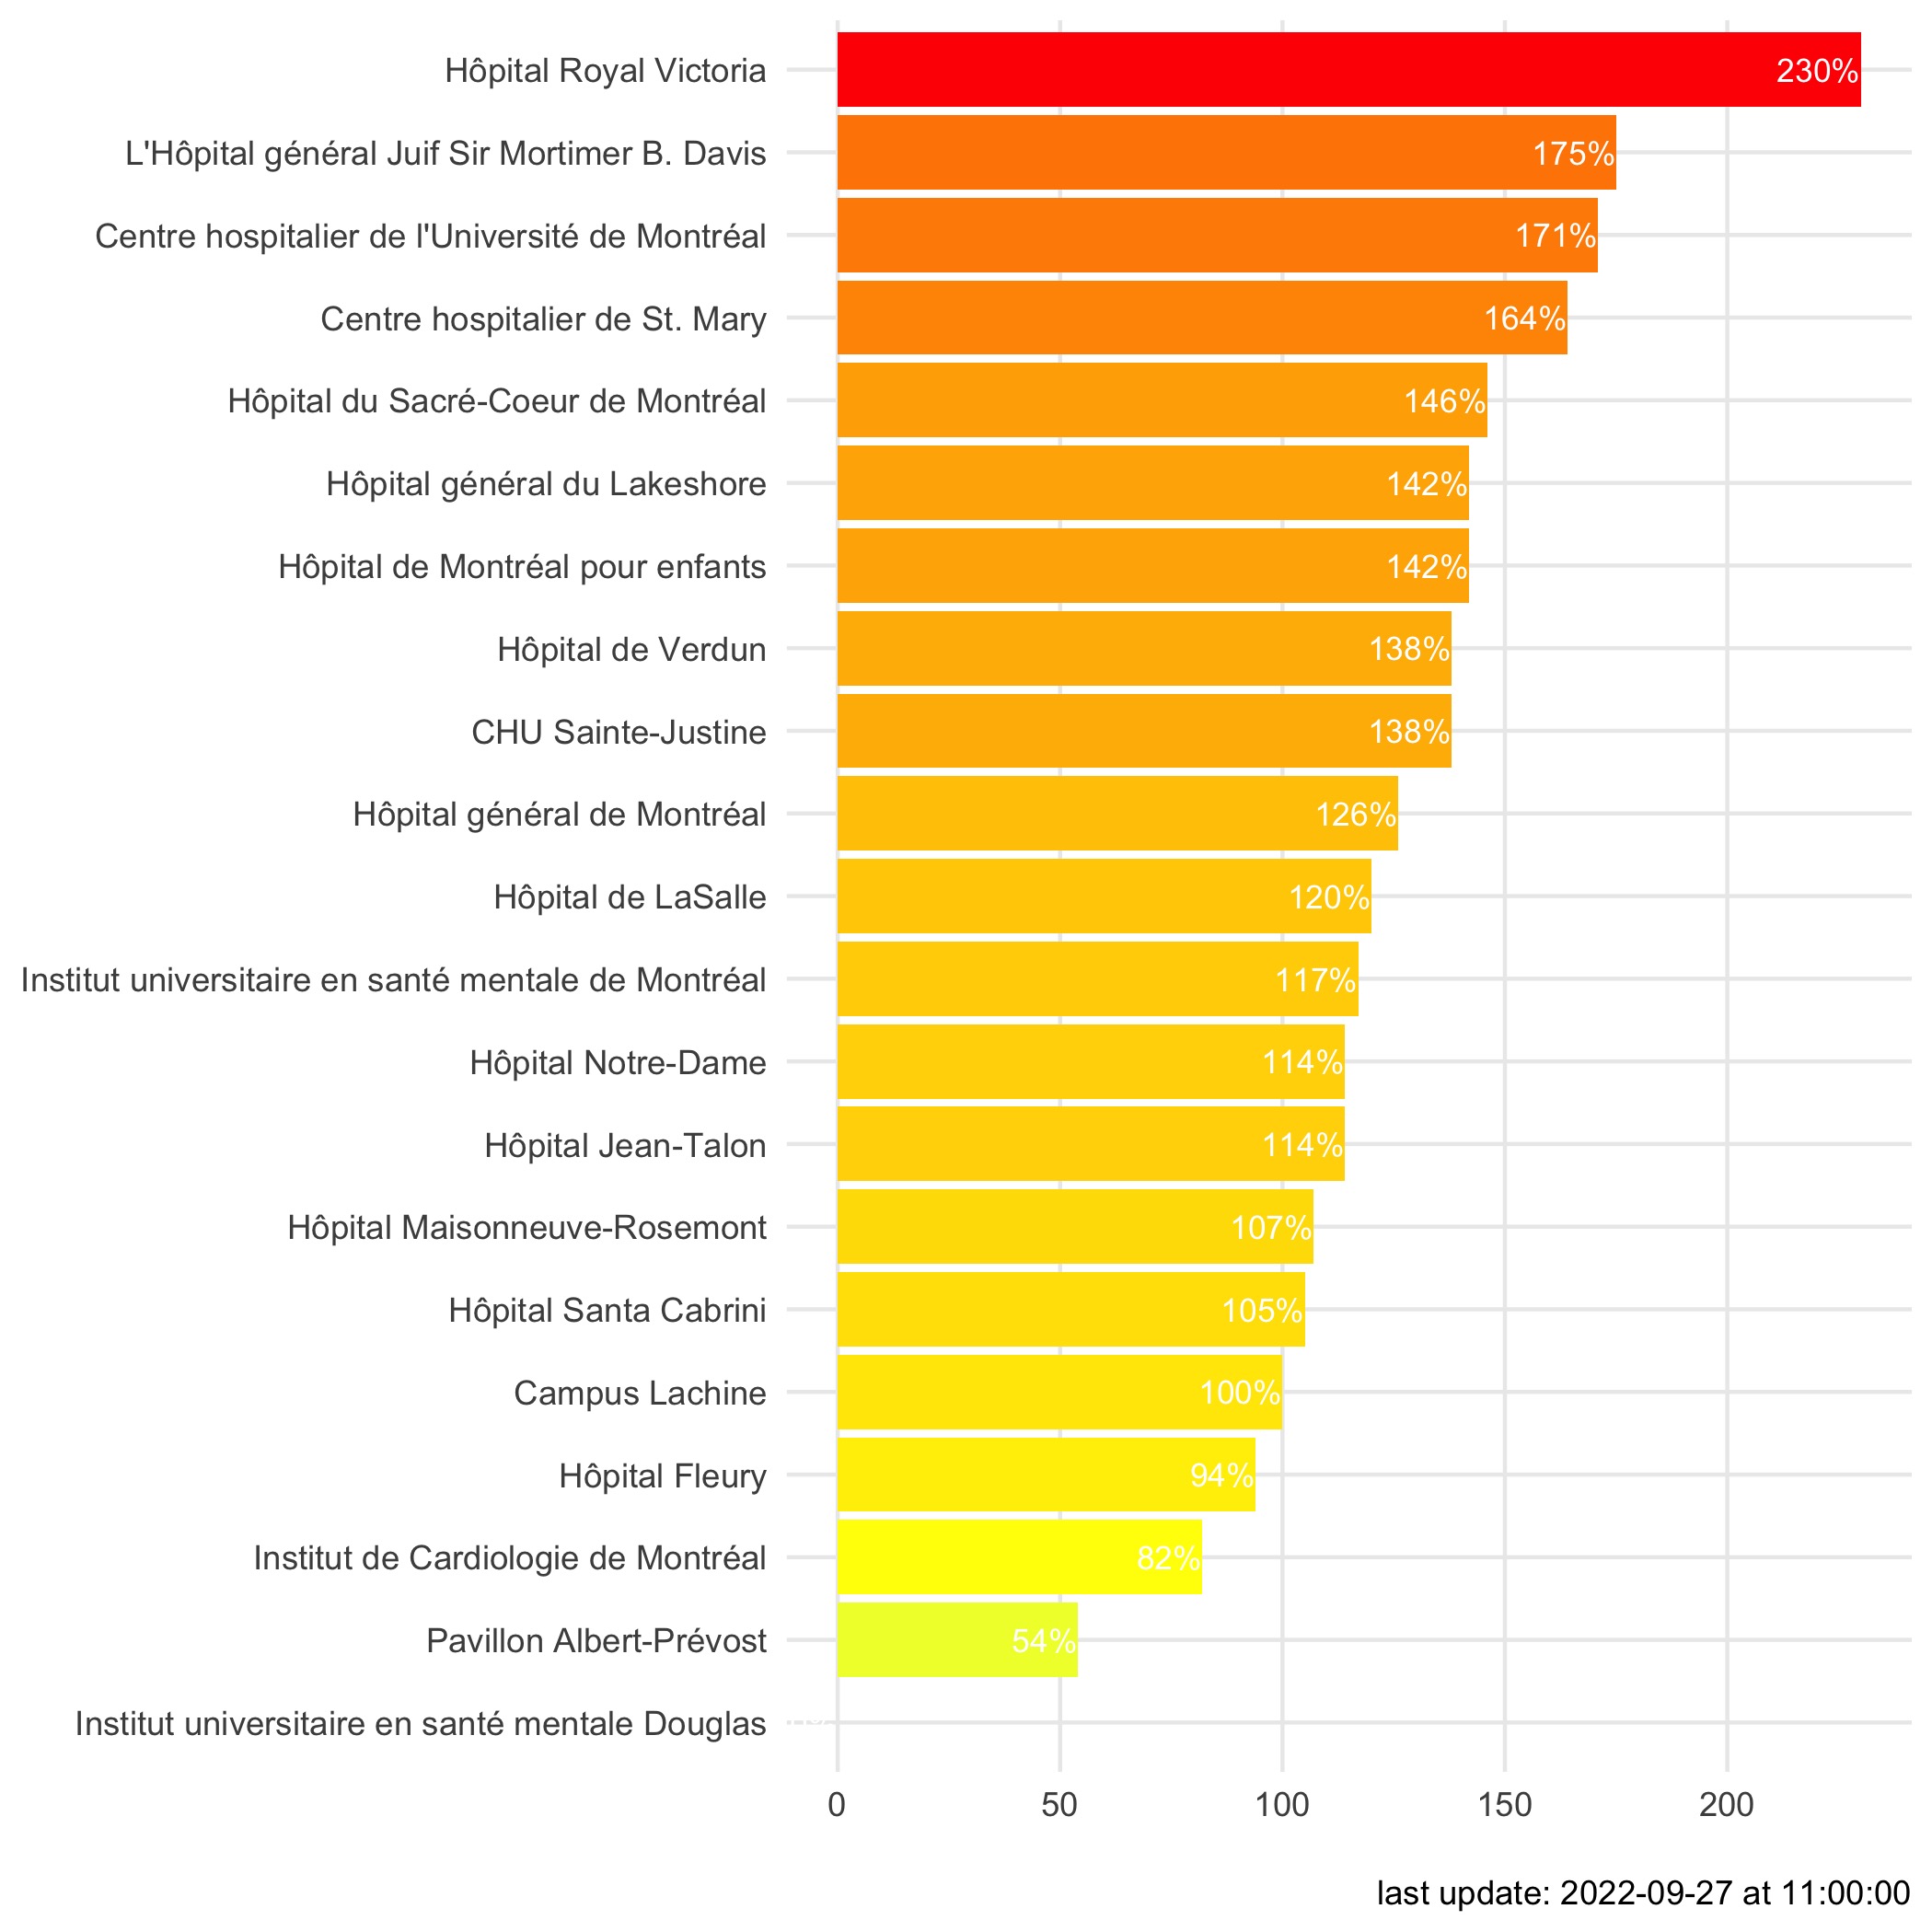 Hôpital Royal Victoria 230%
L'Hôpital général Juif Sir Mortimer B. Davis 175%
Centre hospitalier de l'Université de Montréal 171%
Centre hospitalier de St. Mary 164%
Hôpital du Sacré-Coeur de Montréal 146%
Hôpital général du Lakeshore 142%
Hôpital de Montréal pour enfants 142%
Hôpital de Verdun 138%
CHU Sainte-Justine 138%
Hôpital général de Montréal 126%
Hôpital de LaSalle 120%
Institut universitaire en santé mentale de Montréal 117%
Hôpital Notre-Dame 114%
Hôpital Jean-Talon 114%
Hôpital Maisonneuve-Rosemont 107%
Hôpital Santa Cabrini 105%
Campus Lachine 100%
Hôpital Fleury 94%
Institut de Cardiologie de Montréal 82%
Pavillon Albert-Prévost 54%
Institut universitaire en santé mentale Douglas
0 50 100 150 200
last update: 2022-09-27 at 11:00:00